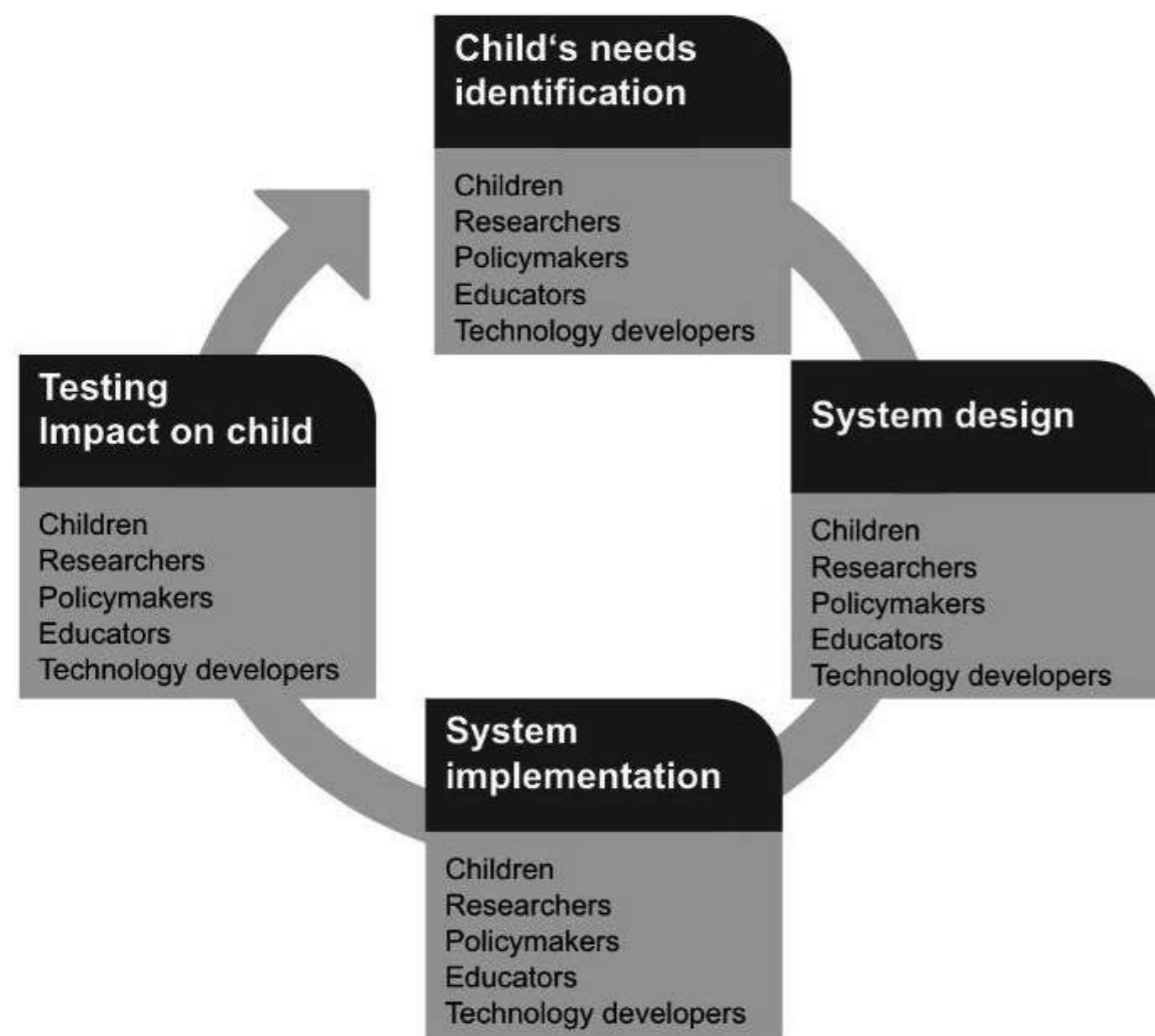 Child‘s needs
identification
Children
Researchers
Policymakers
Educators
Technology developers
System design
Children
Researchers
Policymakers
Educators
Technology developers
System
implementation
Children
Researchers
Policymakers
Educators
Technology developers
Testing
Impact on child
Children
Researchers
Policymakers
Educators
Technology developers